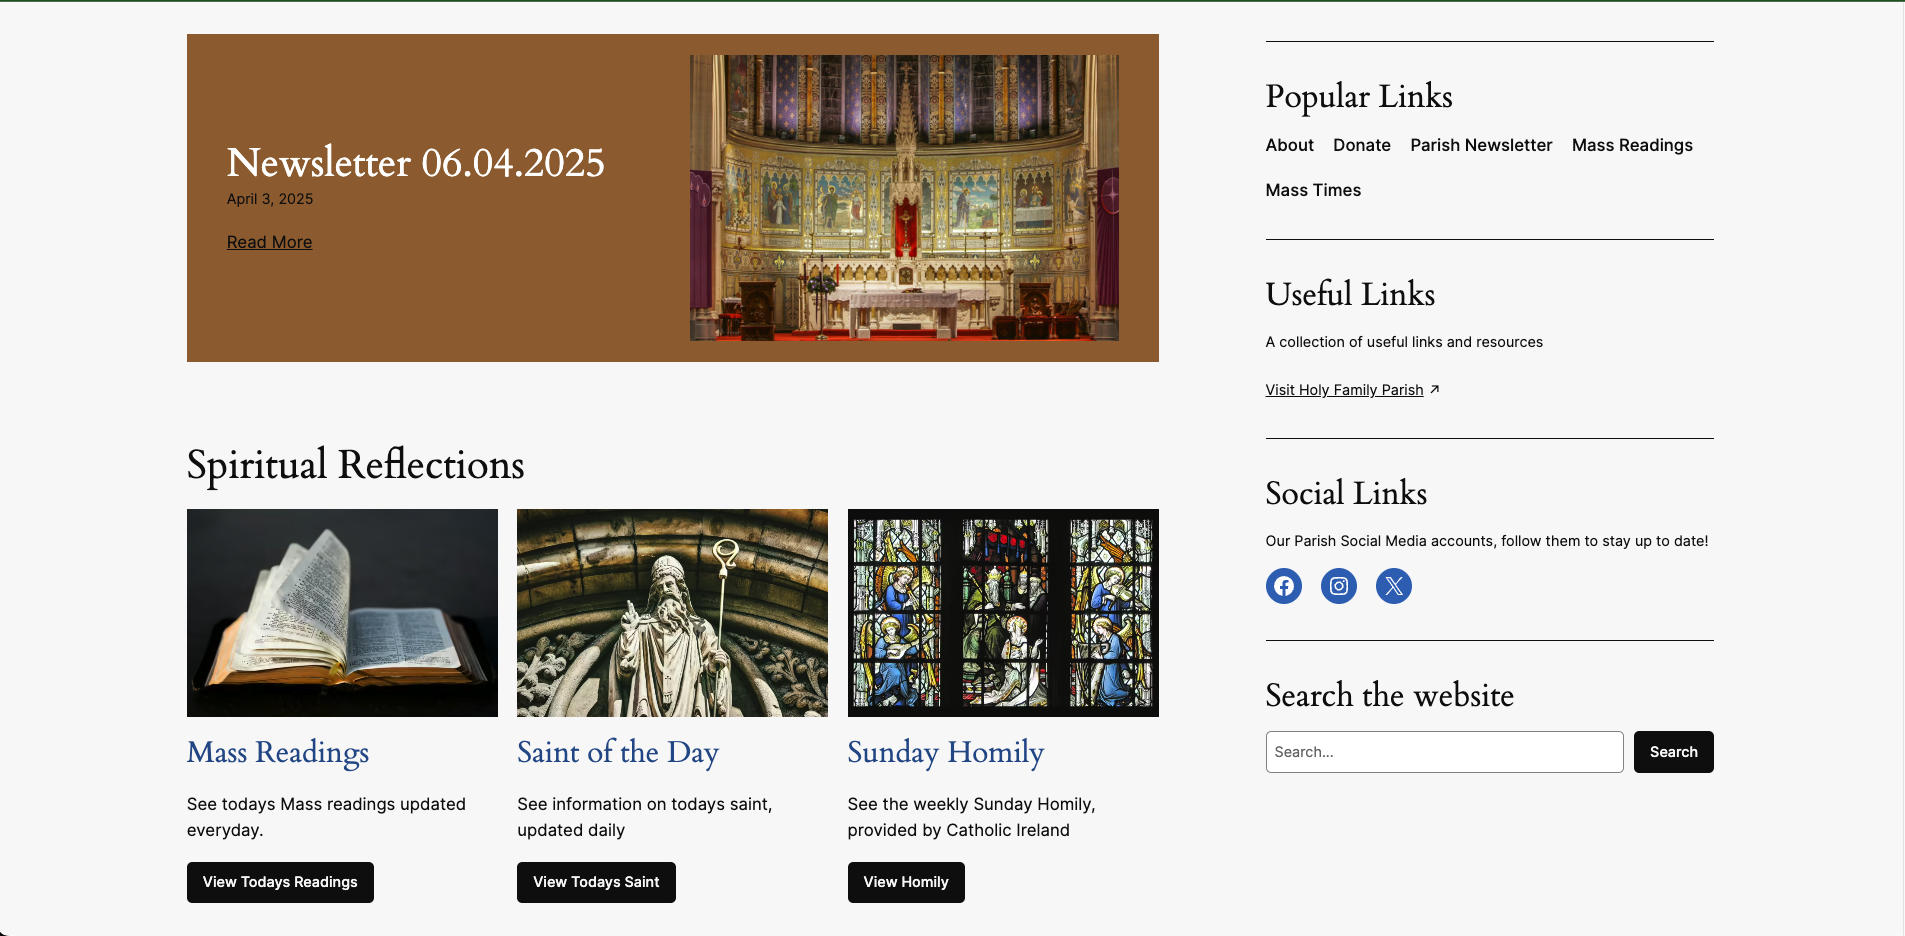 Newsletter 06.04.2025
April 3, 2025
Read More
Spiritual Reflections
Mass Readings
See todays Mass readings updated
everyday.
View Todays Readings
Saint of the Day
See information on todays saint,
updated daily
View Todays Saint
Sunday Homily
See the weekly Sunday Homily,
provided by Catholic Ireland
View Homily
Popular Links
About Donate Parish Newsletter Mass Readings
Mass Times
Useful Links
A collection of useful links and resources
Visit Holy Family Parish ↗
Social Links
Our Parish Social Media accounts, follow them to stay up to date!
Search the website
Search... Search